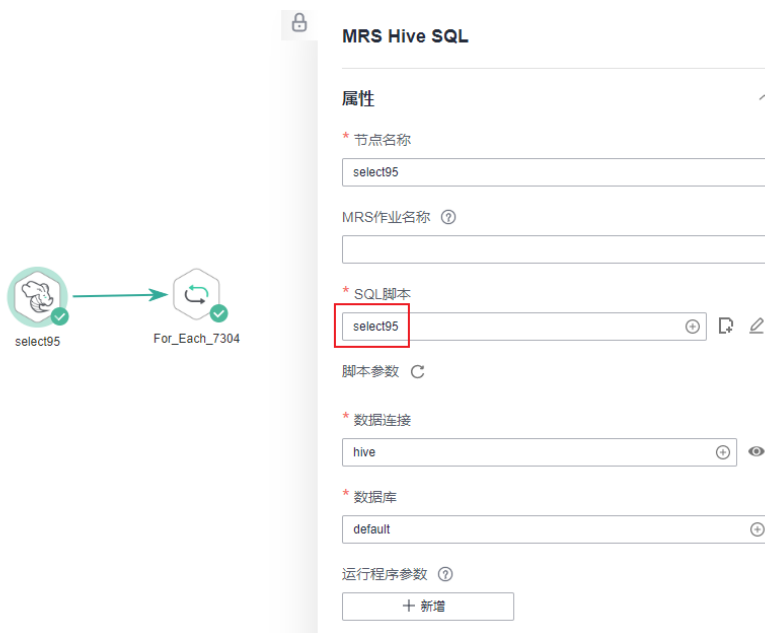 MRS Hive SQL
属性
* 节点名称
select95
MRS作业名称 ?
* SQL脚本
select95
脚本参数
* 数据连接
hive
* 数据库
default
运行程序参数 ?
+ 新增
select95
For_Each_7304